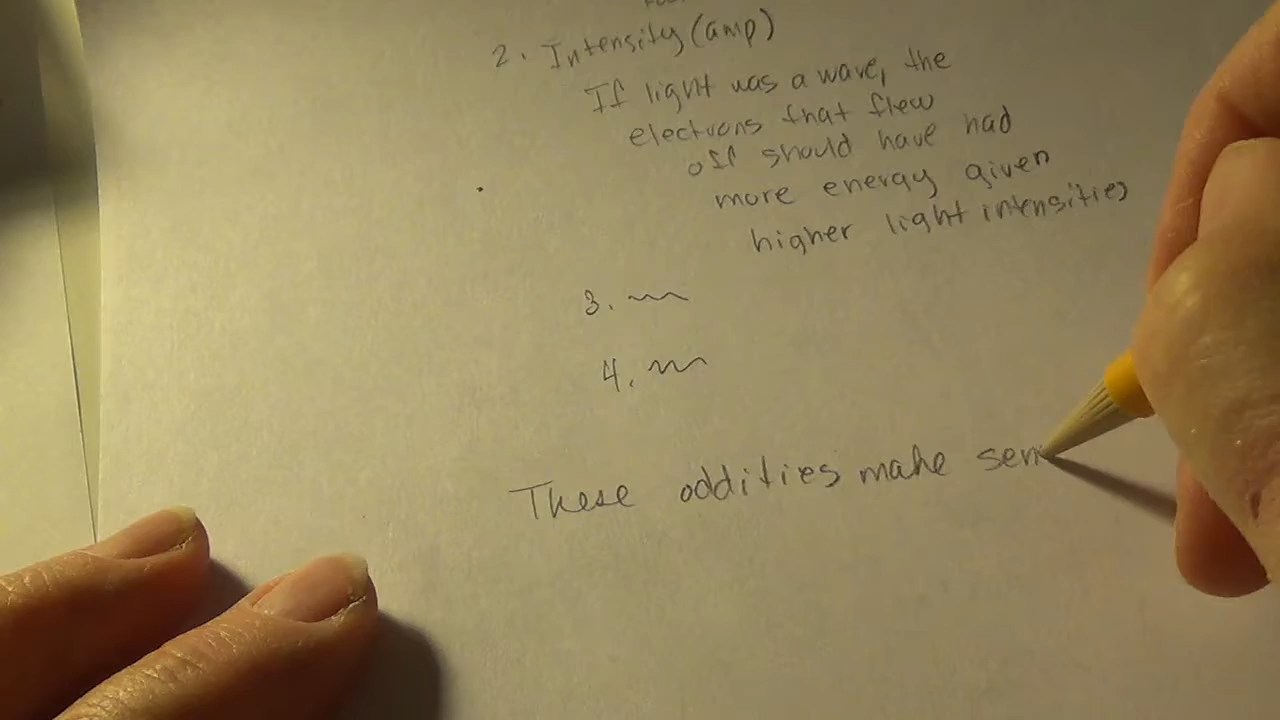 2. Intensity (amp)
If light was a wave, the
electrons that flew
off should have had
more energy given
higher light intensities
3.
4.
These oddities make sen